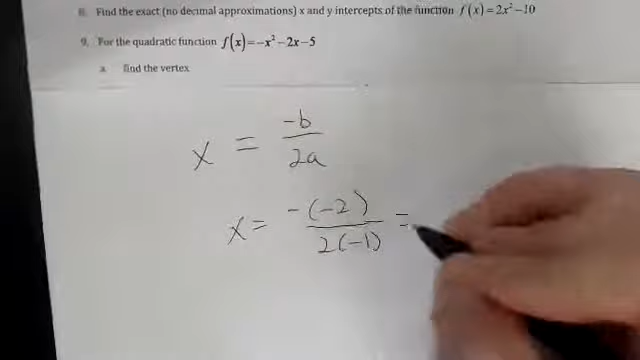 8. Find the exact (no decimal approximations) x and y intercepts of the function f(x)=2x²−10
9. For the quadratic function f(x)=−x²−2x−5
a. find the vertex
x = -b/2a
x = -(-2)/2(-1) =